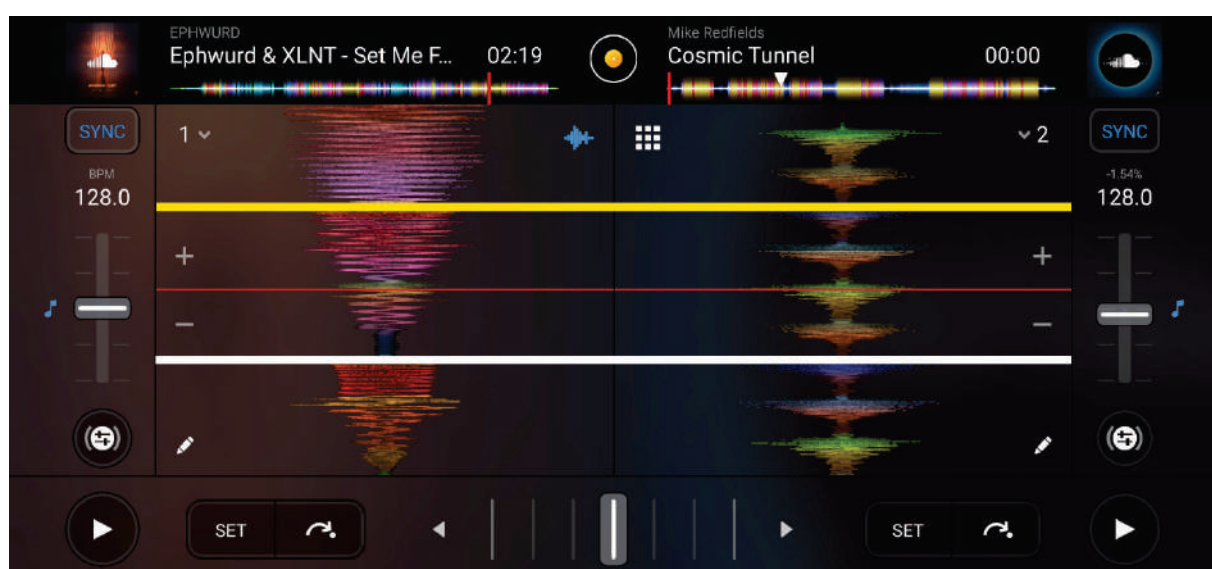 EPHWURD
Ephwurd & XLNT - Set Me F... 02:19
Mike Redfields
Cosmic Tunnel 00:00
SYNC
1
2
SYNC
BPM
128.0
-1.54%
128.0
+
+
−
−
SET
SET